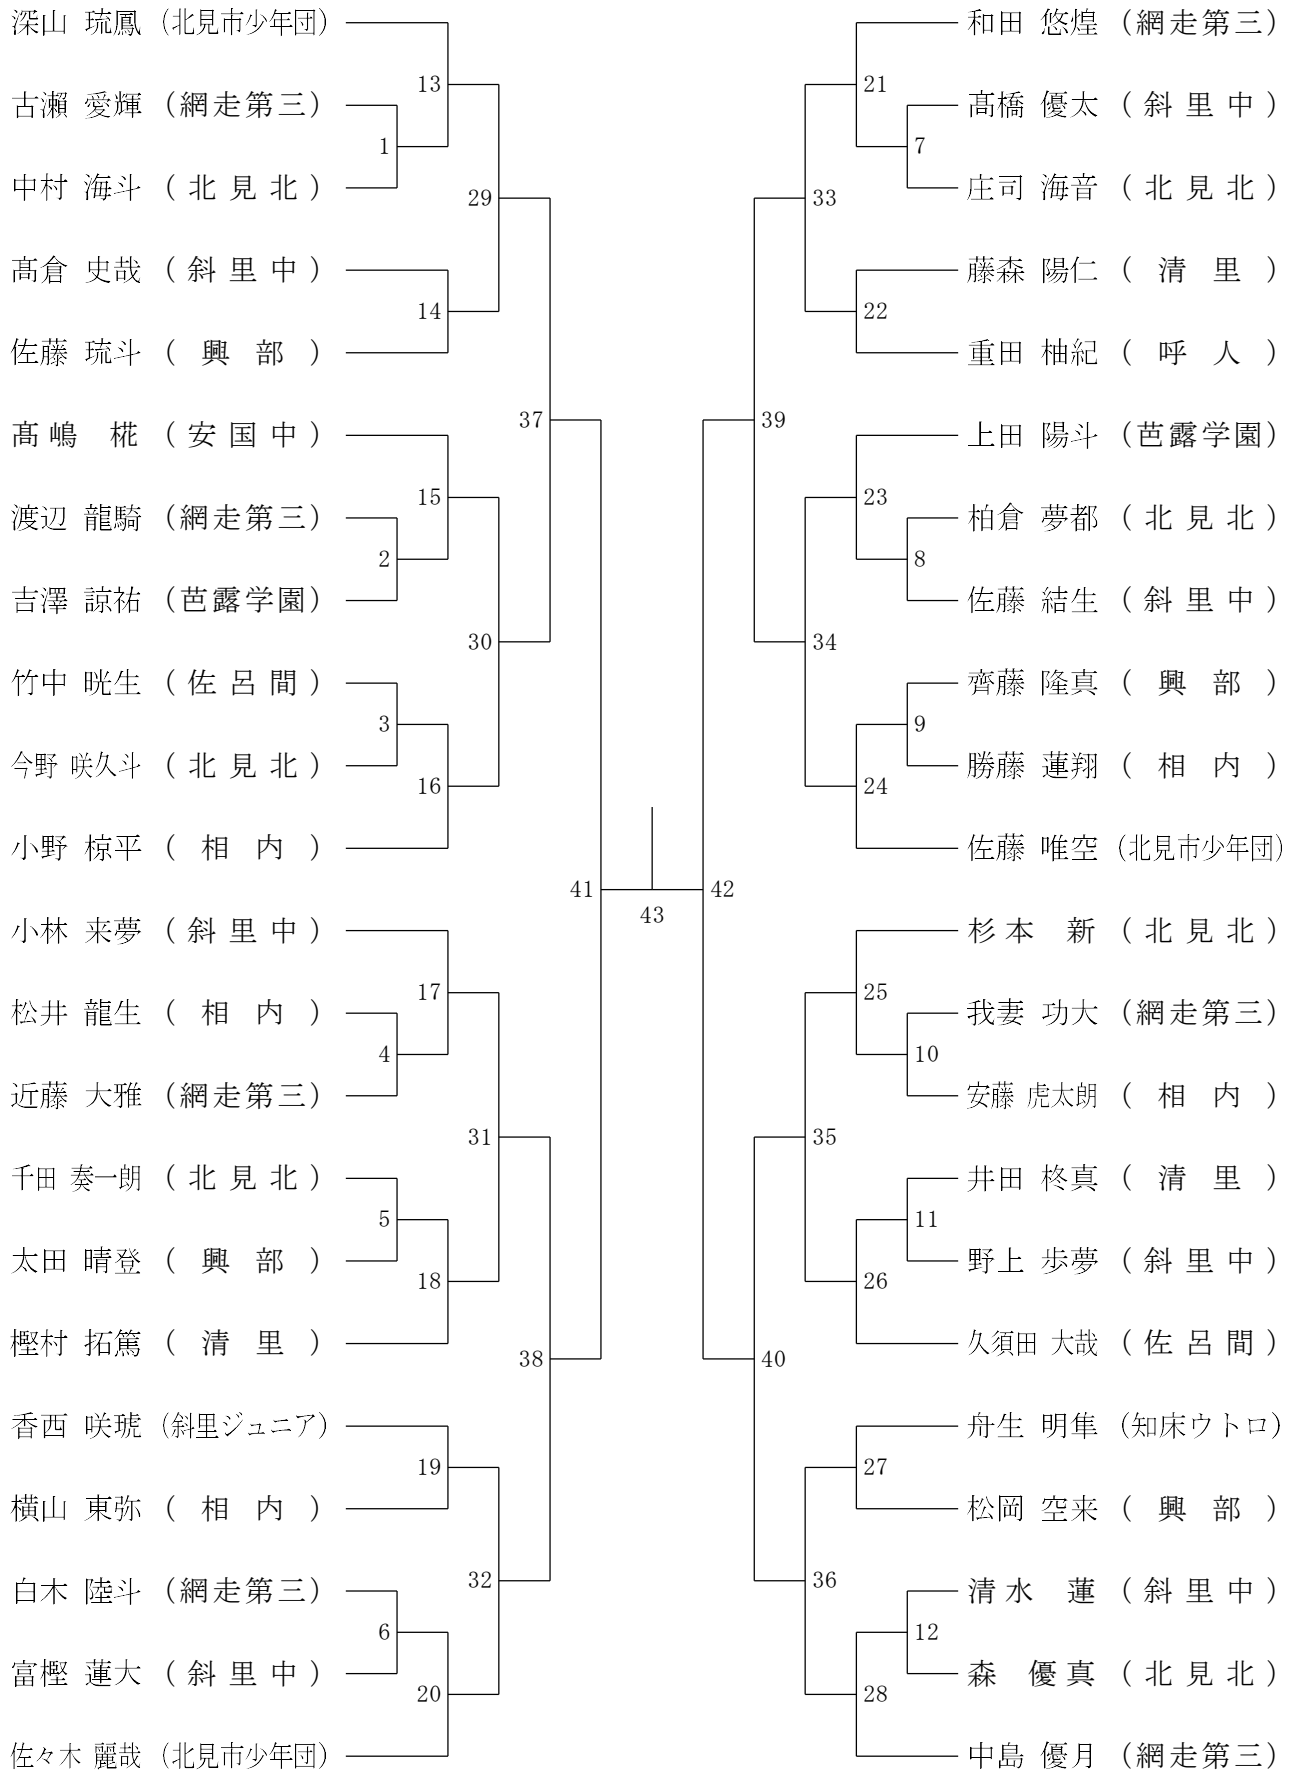 深山 琉鳳 (北見市少年団)
13
古瀬 愛輝 (網走第三)
1
中村 海斗 (北見北)
29
髙倉 史哉 (斜里中)
14
佐藤 琉斗 (興部)
37
髙嶋 椛 (安国中)
15
渡辺 龍騎 (網走第三)
2
吉澤 諒祐 (芭露学園)
30
竹中 晄生 (佐呂間)
3
今野 咲久斗 (北見北)
16
小野 椋平 (相内)
41
小林 来夢 (斜里中)
17
松井 龍生 (相内)
4
近藤 大雅 (網走第三)
31
千田 奏一朗 (北見北)
5
太田 晴登 (興部)
18
樫村 拓篤 (清里)
38
香西 咲琥 (斜里ジュニア)
19
横山 東弥 (相内)
32
白木 陸斗 (網走第三)
6
富樫 蓮大 (斜里中)
20
佐々木 麗哉 (北見市少年団)
43
和田 悠煌 (網走第三)
21
髙橋 優太 (斜里中)
7
庄司 海音 (北見北)
33
藤森 陽仁 (清里)
22
重田 柚紀 (呼人)
39
上田 陽斗 (芭露学園)
23
柏倉 夢都 (北見北)
8
佐藤 結生 (斜里中)
34
齊藤 隆真 (興部)
9
勝藤 蓮翔 (相内)
24
佐藤 唯空 (北見市少年団)
42
杉本 新 (北見北)
25
我妻 功大 (網走第三)
10
安藤 虎太朗 (相内)
35
井田 柊真 (清里)
11
野上 歩夢 (斜里中)
26
久須田 大哉 (佐呂間)
40
舟生 明隼 (知床ウトロ)
27
松岡 空来 (興部)
36
清水 蓮 (斜里中)
12
森 優真 (北見北)
28
中島 優月 (網走第三)